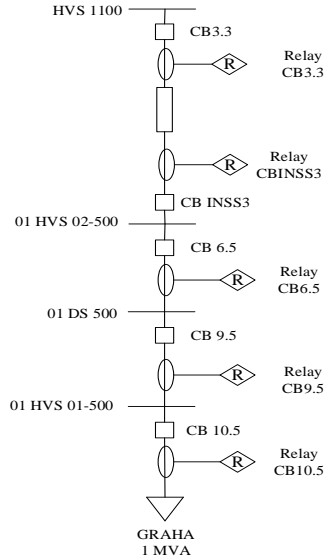 HVS 1100
CB3.3
R
Relay
CB3.3
R
Relay
CBINSS3
CB INSS3
01 HVS 02-500
CB 6.5
R
Relay
CB6.5
01 DS 500
CB 9.5
R
Relay
CB9.5
01 HVS 01-500
CB 10.5
R
Relay
CB10.5
GRAHA
1 MVA